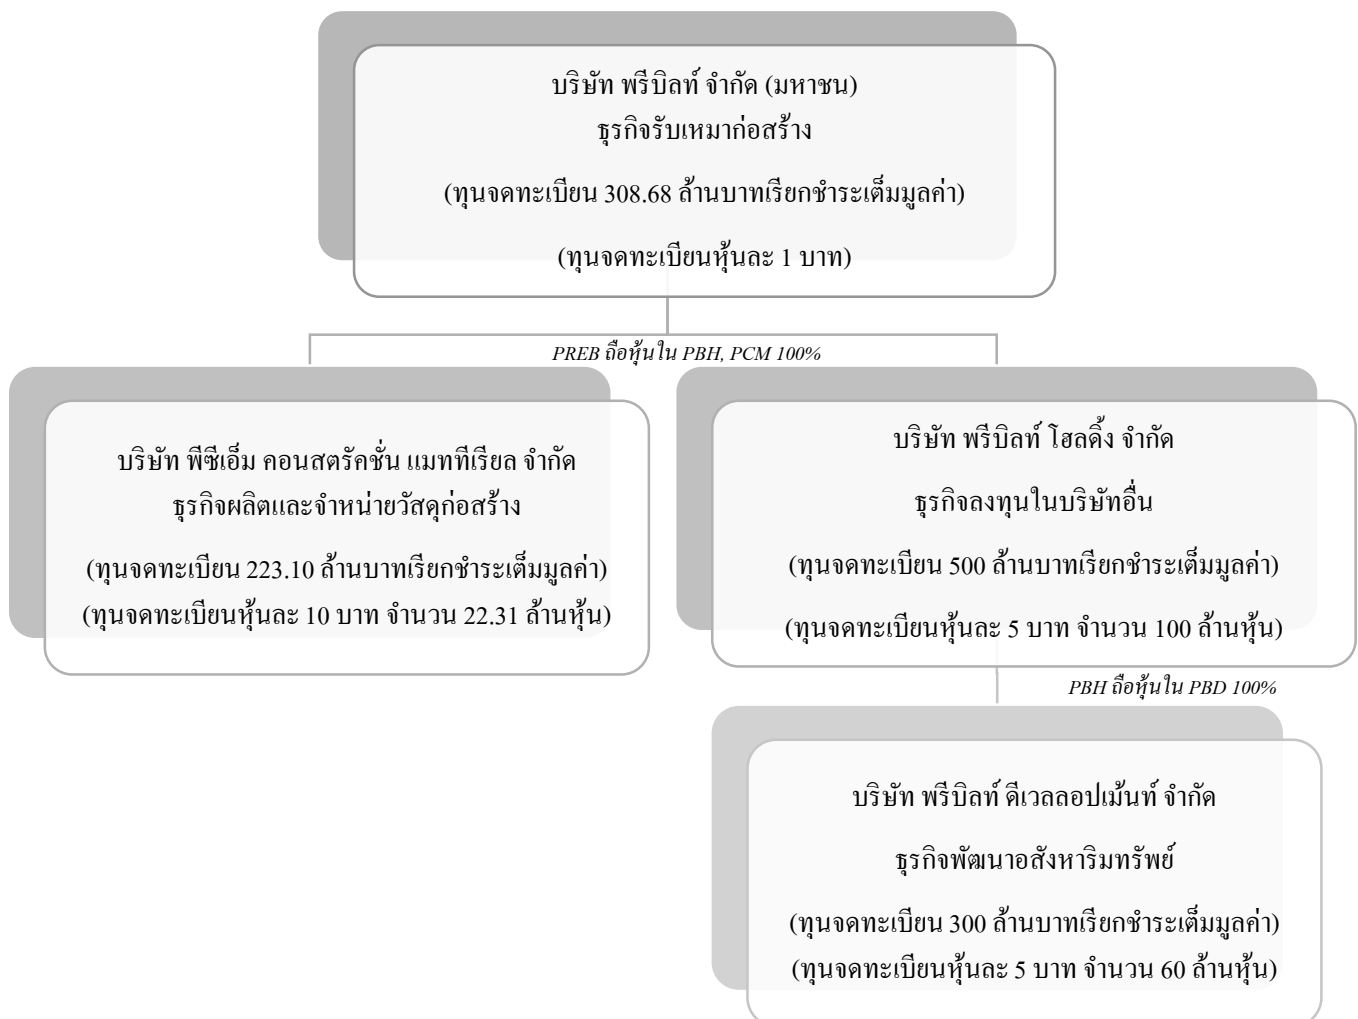 บริษัท พรีบิลท์ จำกัด (มหาชน)
ธุรกิจรับเหมาก่อสร้าง
(ทุนจดทะเบียน 308.68 ล้านบาทเรียกชำระเต็มมูลค่า)
(ทุนจดทะเบียนหุ้นละ 1 บาท)
PREB ถือหุ้นใน PBH, PCM 100%
บริษัท พีซีเอ็ม คอนสตรัคชั่น แมททีเรียล จำกัด
ธุรกิจผลิตและจำหน่ายวัสดุก่อสร้าง
(ทุนจดทะเบียน 223.10 ล้านบาทเรียกชำระเต็มมูลค่า)
(ทุนจดทะเบียนหุ้นละ 10 บาท จำนวน 22.31 ล้านหุ้น)
บริษัท พรีบิลท์ โฮลดิ้ง จำกัด
ธุรกิจลงทุนในบริษัทอื่น
(ทุนจดทะเบียน 500 ล้านบาทเรียกชำระเต็มมูลค่า)
(ทุนจดทะเบียนหุ้นละ 5 บาท จำนวน 100 ล้านหุ้น)
PBH ถือหุ้นใน PBD 100%
บริษัท พรีบิลท์ ดีเวลลอปเม้นท์ จำกัด
ธุรกิจพัฒนาอสังหาริมทรัพย์
(ทุนจดทะเบียน 300 ล้านบาทเรียกชำระเต็มมูลค่า)
(ทุนจดทะเบียนหุ้นละ 5 บาท จำนวน 60 ล้านหุ้น)